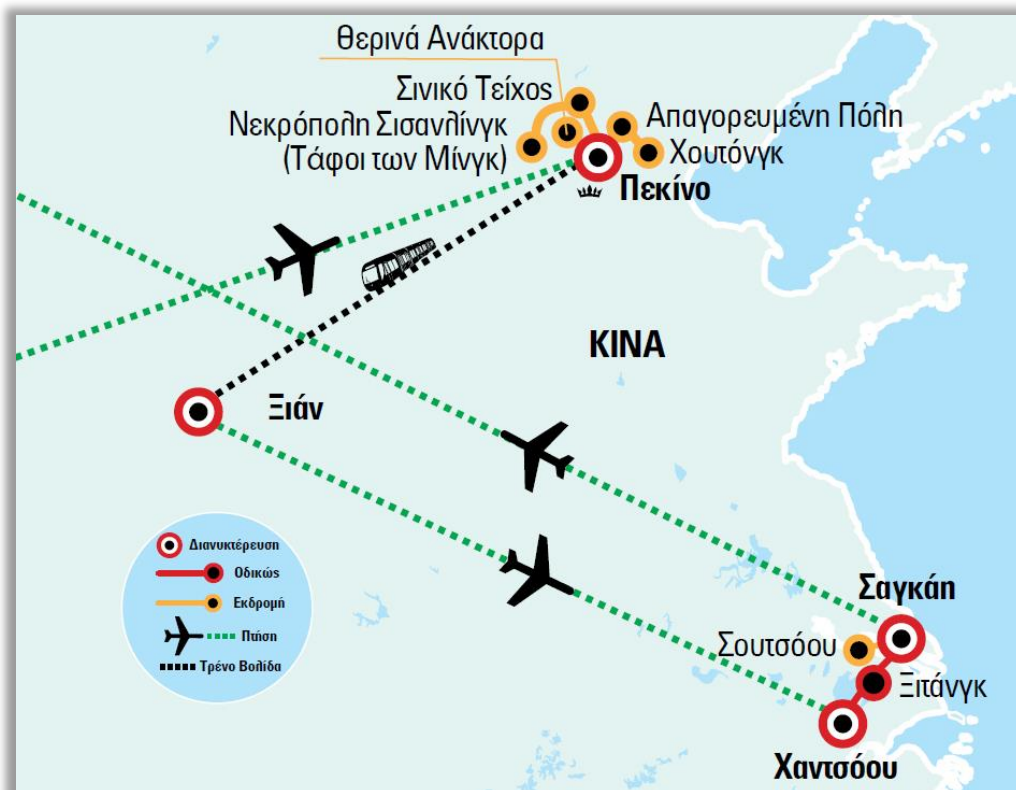 Θερινά Ανάκτορα
Σινικό Τείχος
Νεκρόπολη Σισανλίνγκ
(Τάφοι των Μίνγκ)
Απαγορευμένη Πόλη
Χουτόνγκ
Πεκίνο
ΚΙΝΑ
Ξιάν
Διανυκτέρευση
Οδικώς
Εκδρομή
Πτήση
Τρένο Βολίδα
Σαγκάη
Σουτσόου
Ξιτάνγκ
Χαντσόου